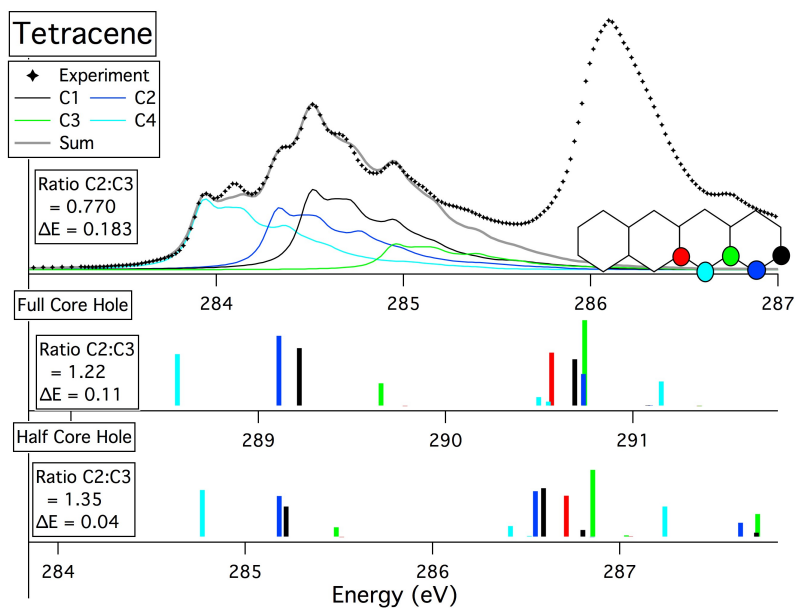 Tetracene
Experiment
C1 C2
C3 C4
Sum
Ratio C2:C3
= 0.770
ΔE = 0.183
284 285 286 287
Full Core Hole
Ratio C2:C3
= 1.22
ΔE = 0.11
289 290 291
Half Core Hole
Ratio C2:C3
= 1.35
ΔE = 0.04
284 285 286 287
Energy (eV)